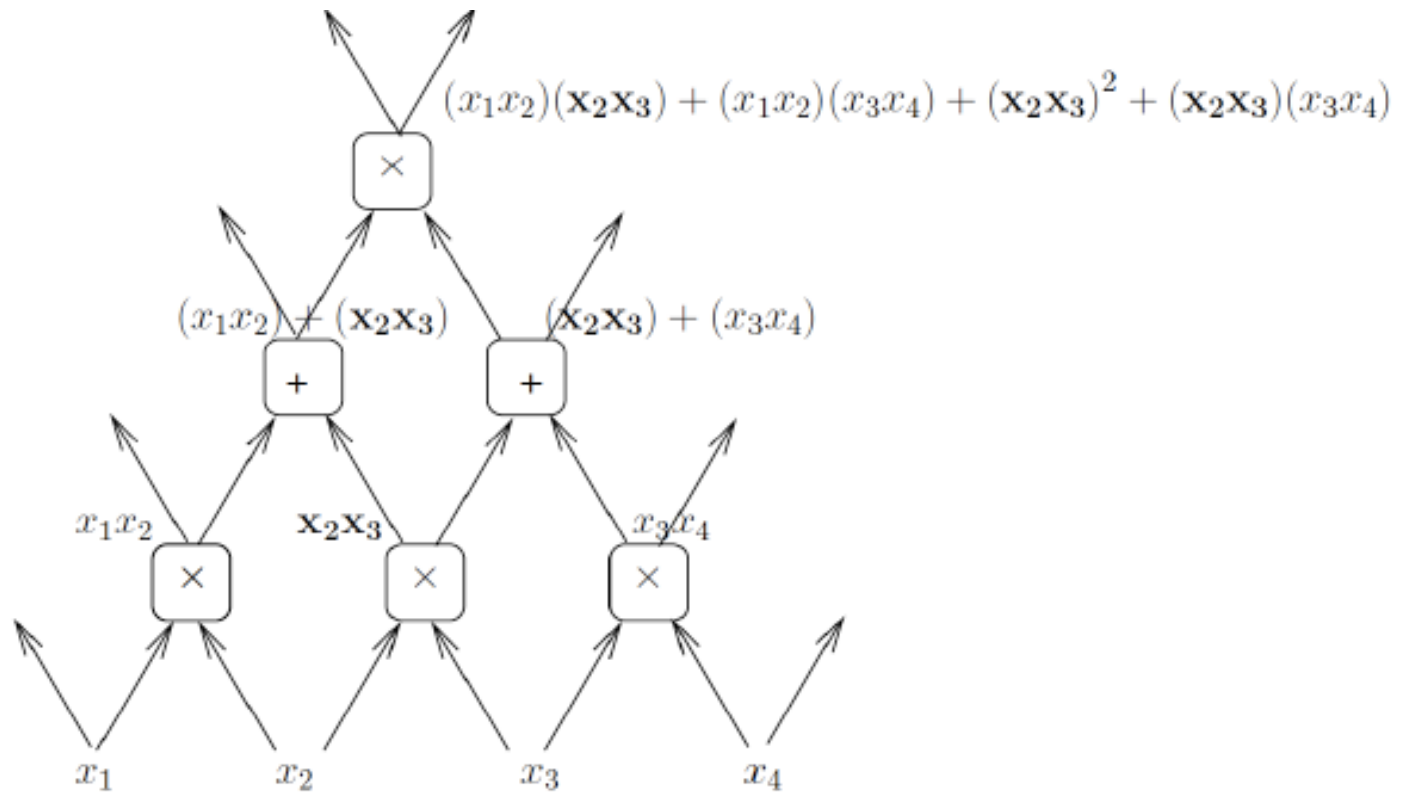 (x₁x₂)(𝐱₂𝐱₃) + (x₁x₂)(x₃x₄) + (𝐱₂𝐱₃)² + (𝐱₂𝐱₃)(x₃x₄)
×
(x₁x₂) + (𝐱₂𝐱₃) (𝐱₂𝐱₃) + (x₃x₄)
+ +
x₁x₂ 𝐱₂𝐱₃ x₃x₄
× × ×
x₁ x₂ x₃ x₄